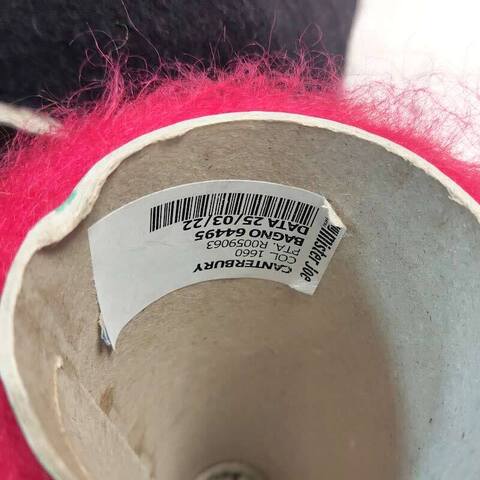 mister Joe
CANTERBURY
COL. 1660
PTA. R0059063
BAGNO 64495
DATA 25/03/22